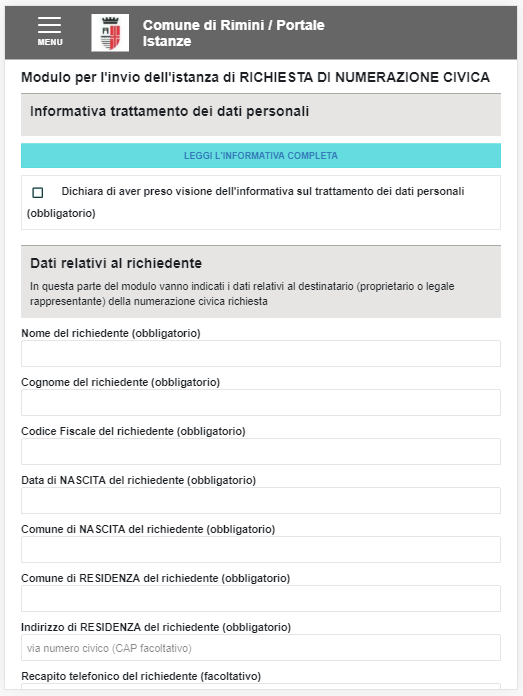 MENU
Comune di Rimini / Portale
Istanze
Modulo per l'invio dell'istanza di RICHIESTA DI NUMERAZIONE CIVICA
Informativa trattamento dei dati personali
LEGGI L'INFORMATIVA COMPLETA
Dichiara di aver preso visione dell'informativa sul trattamento dei dati personali
(obbligatorio)
Dati relativi al richiedente
In questa parte del modulo vanno indicati i dati relativi al destinatario (proprietario o legale
rappresentante) della numerazione civica richiesta
Nome del richiedente (obbligatorio)
Cognome del richiedente (obbligatorio)
Codice Fiscale del richiedente (obbligatorio)
Data di NASCITA del richiedente (obbligatorio)
Comune di NASCITA del richiedente (obbligatorio)
Comune di RESIDENZA del richiedente (obbligatorio)
Indirizzo di RESIDENZA del richiedente (obbligatorio)
via numero civico (CAP facoltativo)
Recapito telefonico del richiedente (facoltativo)